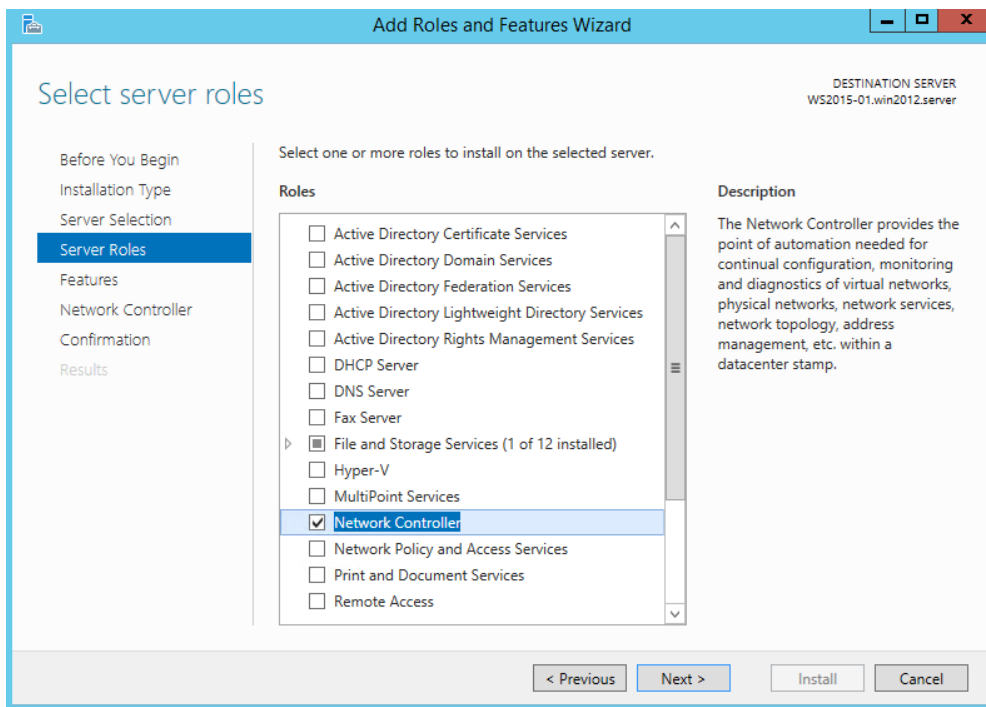 Add Roles and Features Wizard
Select server roles
DESTINATION SERVER
WS2015-01.win2012.server
Before You Begin
Installation Type
Server Selection
Server Roles
Features
Network Controller
Confirmation
Results
Select one or more roles to install on the selected server.
Roles
Active Directory Certificate Services
Active Directory Domain Services
Active Directory Federation Services
Active Directory Lightweight Directory Services
Active Directory Rights Management Services
DHCP Server
DNS Server
Fax Server
File and Storage Services (1 of 12 installed)
Hyper-V
MultiPoint Services
Network Controller
Network Policy and Access Services
Print and Document Services
Remote Access
Description
The Network Controller provides the
point of automation needed for
continual configuration, monitoring
and diagnostics of virtual networks,
physical networks, network services,
network topology, address
management, etc. within a
datacenter stamp.
< Previous
Next >
Install
Cancel